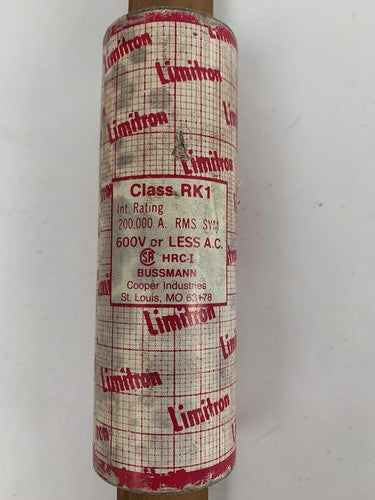 Limitron
Limitron
Limitron
Limitron
Class RK1
Int. Rating
200,000 A. RMS SYM
600V or LESS A.C.
HRC-I
BUSSMANN
Cooper Industries
St. Louis, MO 63178
Limitron
Limitron
Limitron